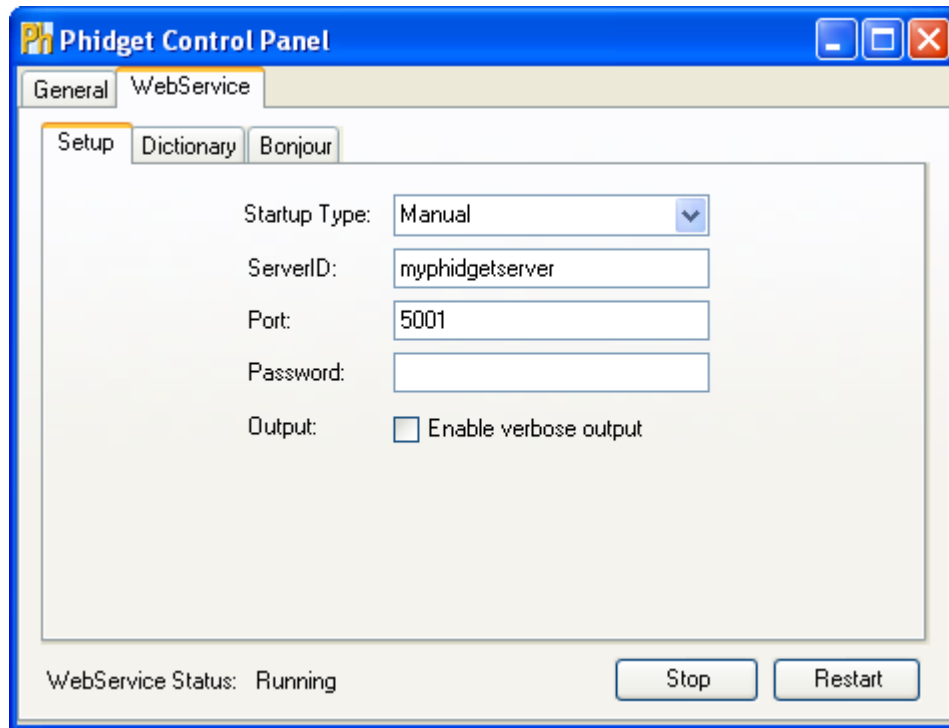 Ph Phidget Control Panel
General WebService
Setup Dictionary Bonjour
Startup Type: Manual
ServerID: myphidgetserver
Port: 5001
Password:
Output: Enable verbose output
WebService Status: Running Stop Restart